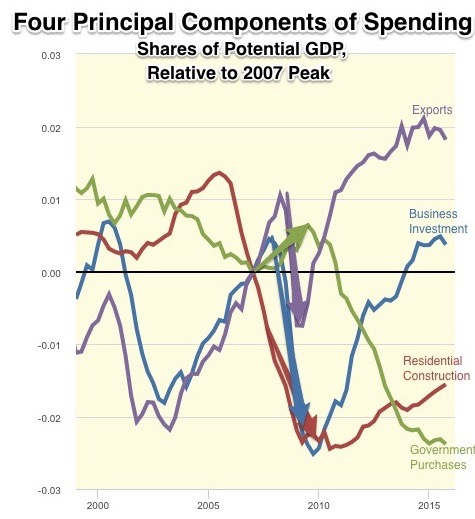 Four Principal Components of Spending
Shares of Potential GDP,
Relative to 2007 Peak
0.03
Exports
0.02
0.01
Business
Investment
0.00
-0.01
Residential
Construction
-0.02
Government
Purchases
-0.03
2000
2005
2010
2015